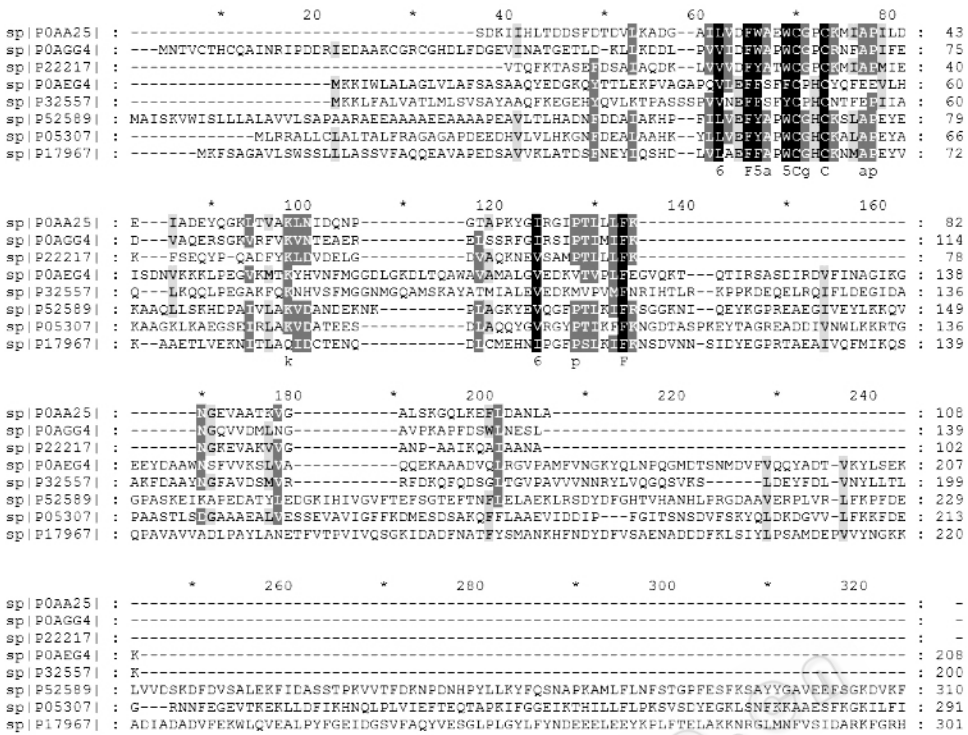 * 20 * 40 * 60 * 80
sp|P0AA25| : -----------------------------------SDKIIHLTDDSFDTDVLKADG--AILVDFWAEWCGPCKMIAPILD : 43
sp|P0AGG4| : ---MNTVCTHCQAINRIPDDRIEDAAKCGRCGHDLFDGEVINATGETLD-KLLKDDL--PVVIDFWAPWCGPCRNFAPIFE : 75
sp|P22217| : --------------------------------------VTQFKTASEFDSAIAQDK-LVVVDFYATWCGPCKMIAPMIE : 40
sp|P0AEG4| : ---------------------MKKIWLALAGLVLAFSASAAQYEDGKQYTTLEKPVAGAPQVLEFFSFFCPHCYQFEEVLH : 60
sp|P32557| : ---------------------MKKLFALVATLMLSVSAYAAQFKEGEHYQVLKTPASSSPVVNEFFSFYCPHCNTFEPIIA : 60
sp|P52589| : MAISKVWISLLLALAVVLSAPAARAEEAAAAEEAAAAPEAVLTLHADNFDDAIAKHP--FILVEFYAPWCGHCKSLAPEYE : 79
sp|P05307| : -------------MLRRALLCLALTALFRAGAGAPDEEDHVLVLHKGNFDEALAAHK--YLLVEFYAPWCGHCKALAPEYA : 66
sp|P17967| : -------MKFSAGAVLSWSSLLLASSVFAQQEAVAPEDSAVVKLATDSFNEYIQSHD--LVLAEFFAPWCGHCKNMAPEYV : 72
6 F5a 5Cg C ap
* 100 * 120 * 140 * 160
sp|P0AA25| : E---IADEYQGKLTVAKLNIDQNP----------GTAPKYGIRGIPTLLLFK---------------------------- : 82
sp|P0AGG4| : D---VAQERSGKVRFVKVNTEAER----------ELSSRFGIRSIPTIMIFK---------------------------- : 114
sp|P22217| : K---FSEQYP-QADFYKLDVDELG----------DVAQKNEVSAMPTLLLFK---------------------------- : 78
sp|P0AEG4| : ISDNVKKKLPEGVKMTKYHVNFMGGDLGKDLTQAWAVAMALGVEDKVTVPLFEGVQKT--QTIRSASDIRDVFINAGIKG : 138
sp|P32557| : Q---LKQQLPEGAKFQKNHVSFMGGNMGQAMSKAYATMIALEVEDKMVPVMFNRIHTLR-KPPKDEQELRQIFLDEGIDA : 136
sp|P52589| : KAAQLLSKHDPAIVLAKVDANDEKNK--------PLAGKYEVQGFPTLKIFRSGGKNI--QEYKGPREAEGIVEYLKKQV : 149
sp|P05307| : KAAGKLKAEGSEIRLAKVDATEES----------DLAQQYGVRGYPTIKFFKNGDTASPKEYTAGREADDIVNWLKKRTG : 136
sp|P17967| : K-AAETLVEKNITLAQIDCTENQ-----------DLCMEHNIPGFPSLKIFKNSDVNN-SIDYEGPRTAEAIVQFMIKQS : 139
k 6 p F
* 180 * 200 * 220 * 240
sp|P0AA25| : -------NGEVAATKVG-----------ALSKGQLKEFLDANLA------------------------------------ : 108
sp|P0AGG4| : -------NGQVVDMLNG-----------AVPKAPFDSWLNESL------------------------------------- : 139
sp|P22217| : -------NGKEVAKVVG-----------ANP-AAIKQAIAANA------------------------------------- : 102
sp|P0AEG4| : EEYDAAWNSFVVKSLVA-----------QQEKAAADVQLRGVPAMFVNGKYQLNPQGMDTSNMDVFVQQYADT-VKYLSEK : 207
sp|P32557| : AKFDAAYNGFAVDSMVR-----------RFDKQFQDSGLTGVPAVVVNNRYLVQGQSVKS------LDEYFDL-VNYLLTL : 199
sp|P52589| : GPASKEIKAPEDATYLEDGKIHIVGVFTEFSGTEFTNFLELAEKLRSDYDFGHTVHANHLPRGDAAVERPLVR-LFKPFDE : 229
sp|P05307| : PAASTLSDGAAAEALVESSEVAVIGFFKDMESDSAKQFFLAAEVIDDIP---FGITSNSDVFSKYQLDKDGVV-LFKKFDE : 213
sp|P17967| : QPAVAVVADLPAYLANETFVTPVIVQSGKIDADFNATFYSMANKHFNDYDFVSAENADDDFKLSIYLPSAMDEPVVYNGKK : 220
* 260 * 280 * 300 * 320
sp|P0AA25| : --------------------------------------------------------------------------------- : -
sp|P0AGG4| : --------------------------------------------------------------------------------- : -
sp|P22217| : --------------------------------------------------------------------------------- : -
sp|P0AEG4| : K-------------------------------------------------------------------------------- : 208
sp|P32557| : K-------------------------------------------------------------------------------- : 200
sp|P52589| : LVVDSKDFDVSALEKFIDASSTPKVVTFDKNPDNHPYLLKYFQSNAPKAMLFLNFSTGPFESFKSAYYGAVEEFSGKDVKF : 310
sp|P05307| : G---RNNFEGEVTKEKLLDFIKHNQLPLVIEFTEQTAPKIFGGEIKTHILLFLPKSVSDYEGKLSNFKKAAESFKGKILFI : 291
sp|P17967| : ADIADADVFEKWLQVEALPYFGEIDGSVFAQYVESGLPLGYLFYNDEEELEEYKPLFTELAKKNRGLMNFVSIDARKFGRH : 301